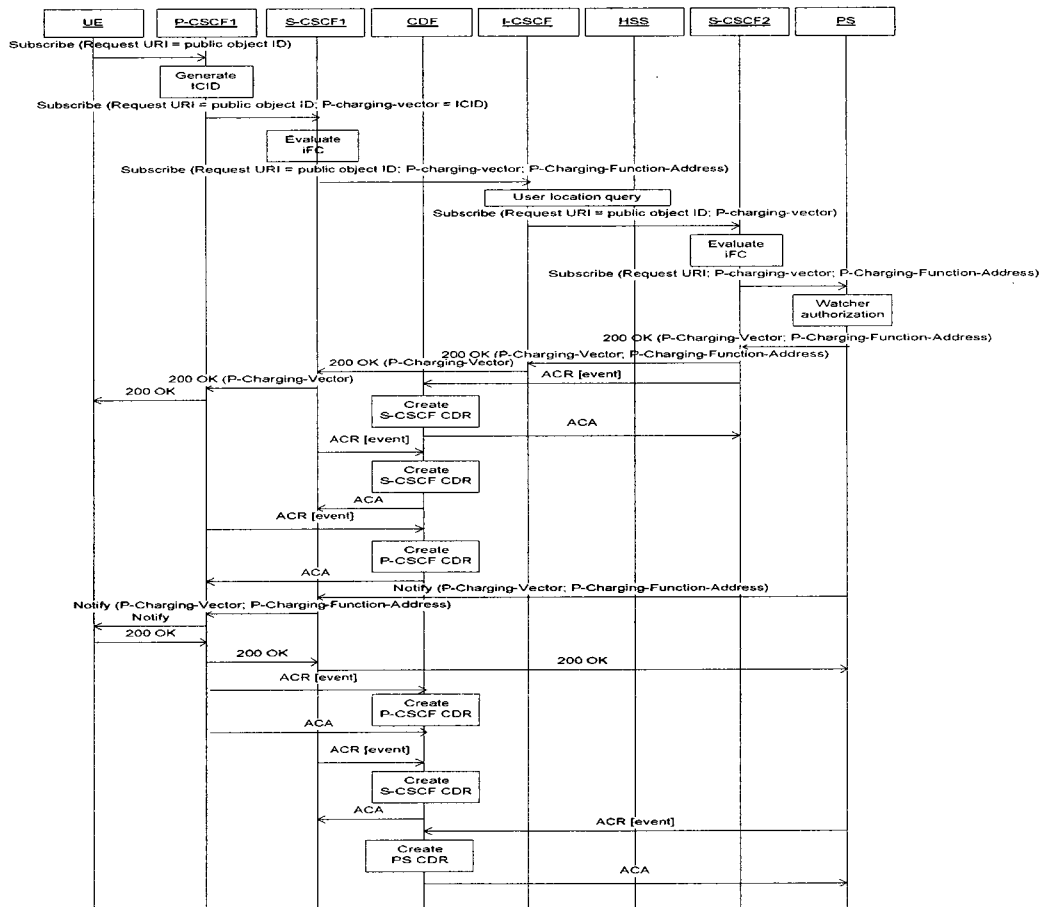 UE P-CSCF1 S-CSCF1 CDF I-CSCF HSS S-CSCF2 PS
Subscribe (Request URI = public object ID)
Generate
ICID
Subscribe (Request URI = public object ID; P-charging-vector = ICID)
Evaluate
iFC
Subscribe (Request URI = public object ID; P-charging-vector; P-Charging-Function-Address)
User location query
Subscribe (Request URI = public object ID; P-charging-vector)
Evaluate
iFC
Subscribe (Request URI; P-charging-vector; P-Charging-Function-Address)
Watcher
authorization
200 OK (P-Charging-Vector; P-Charging-Function-Address)
200 OK (P-Charging-Vector; P-Charging-Function-Address)
200 OK (P-Charging-Vector)
200 OK (P-Charging-Vector)
ACR [event]
200 OK
Create
S-CSCF CDR
ACA
ACR [event]
Create
S-CSCF CDR
ACA
ACR [event]
Create
P-CSCF CDR
ACA
Notify (P-Charging-Vector; P-Charging-Function-Address)
Notify (P-Charging-Vector; P-Charging-Function-Address)
Notify
200 OK
200 OK
200 OK
ACR [event]
Create
P-CSCF CDR
ACA
ACR [event]
Create
S-CSCF CDR
ACA
ACR [event]
Create
PS CDR
ACA